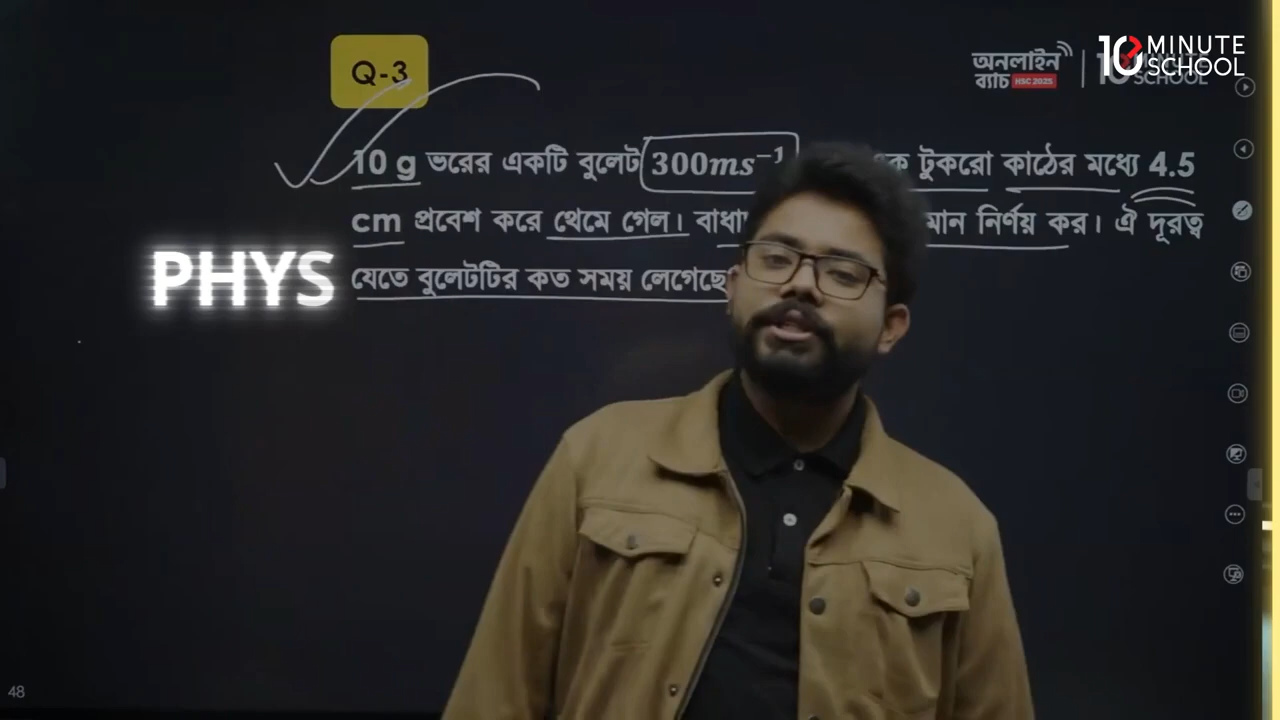 Q-3
অনলাইন
ব্যাচ HSC 2025
10 MINUTE
SCHOOL
10 g ভরের একটি বুলেট 300ms⁻¹ টুকরো কাঠের মধ্যে 4.5
cm প্রবেশ করে থেমে গেল। মান নির্ণয় কর। ঐ দূরত্ব
PHYS
যেতে বুলেটটির কত সময় লেগেছে
48